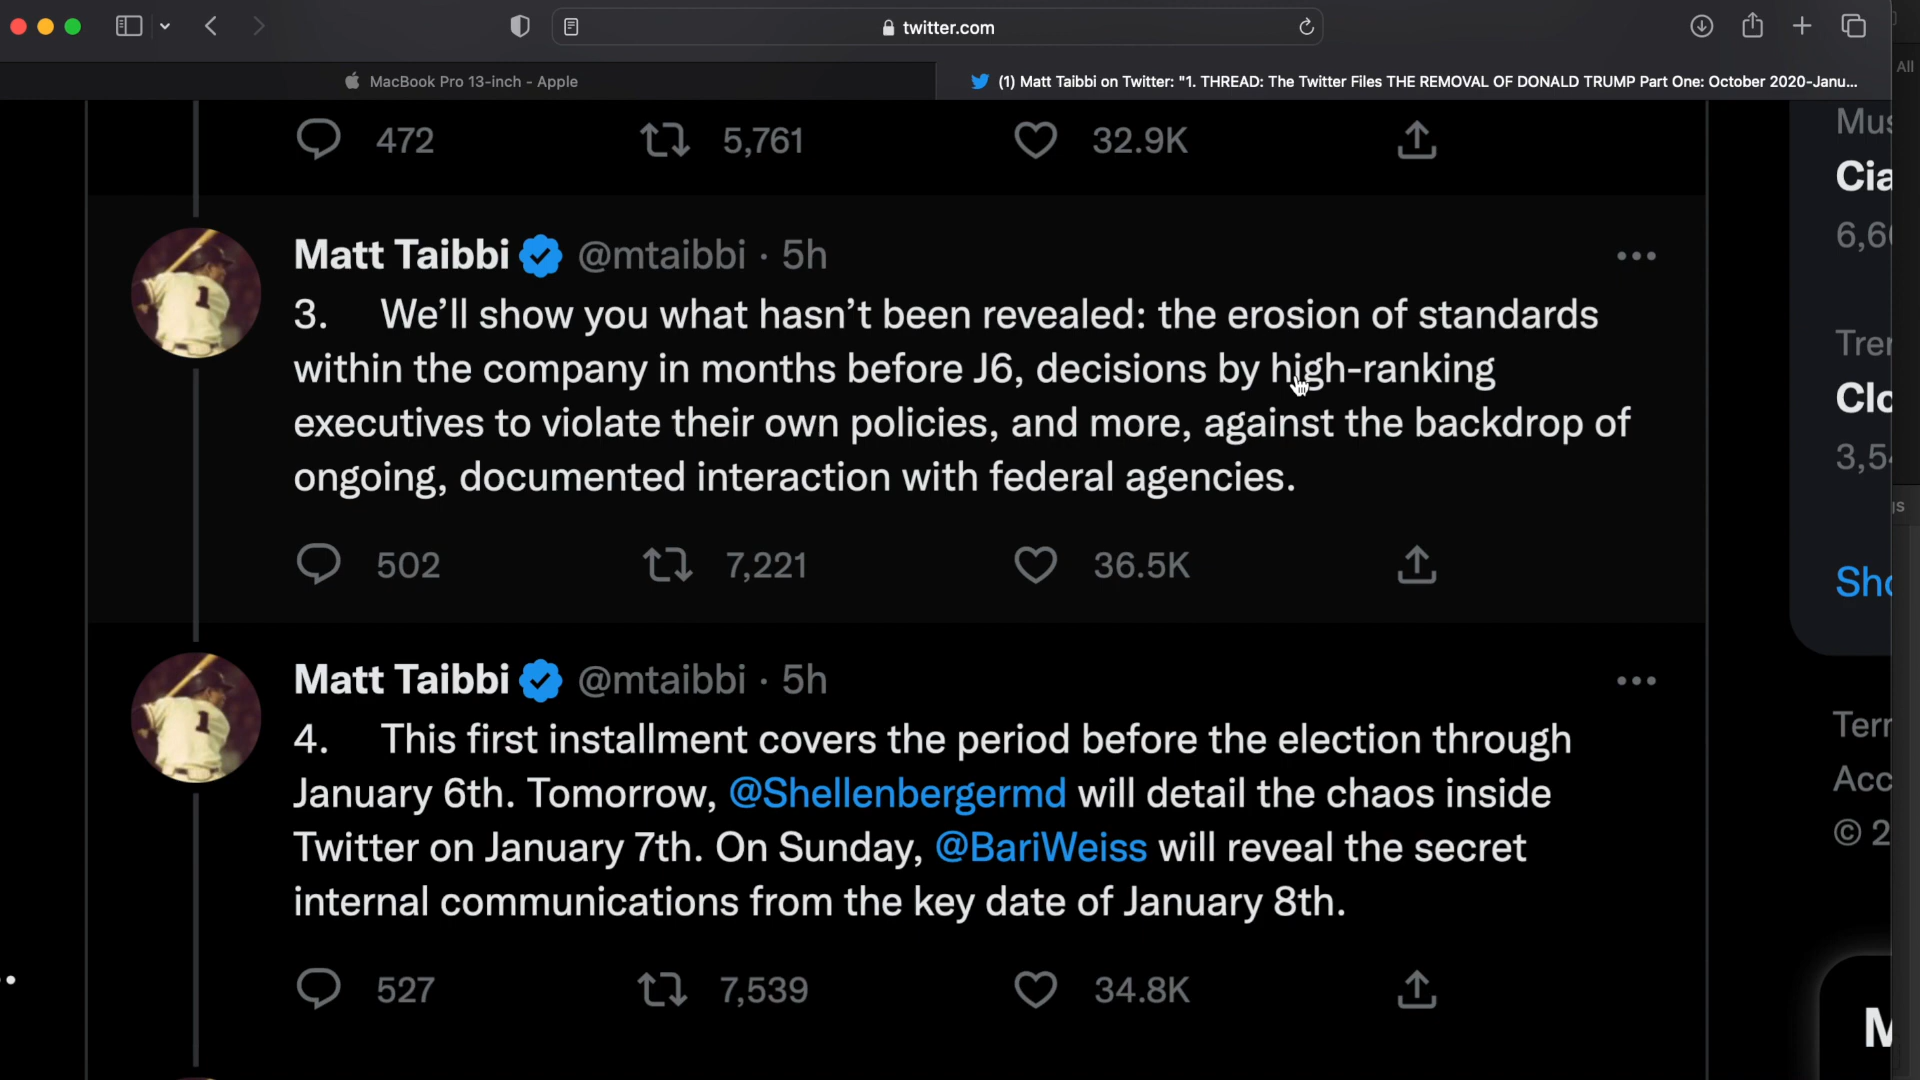 twitter.com
All
MacBook Pro 13-inch - Apple
(1) Matt Taibbi on Twitter: "1. THREAD: The Twitter Files THE REMOVAL OF DONALD TRUMP Part One: October 2020-Janu...
472 5,761 32.9K
Mus
Cia
6,6
Matt Taibbi @mtaibbi · 5h
3. We’ll show you what hasn’t been revealed: the erosion of standards
within the company in months before J6, decisions by high-ranking
executives to violate their own policies, and more, against the backdrop of
ongoing, documented interaction with federal agencies.
502 7,221 36.5K
Tre
Clo
3,5
gs
Sho
Matt Taibbi @mtaibbi · 5h
4. This first installment covers the period before the election through
January 6th. Tomorrow, @Shellenbergermd will detail the chaos inside
Twitter on January 7th. On Sunday, @BariWeiss will reveal the secret
internal communications from the key date of January 8th.
527 7,539 34.8K
Terr
Acc
© 2
M
1
1